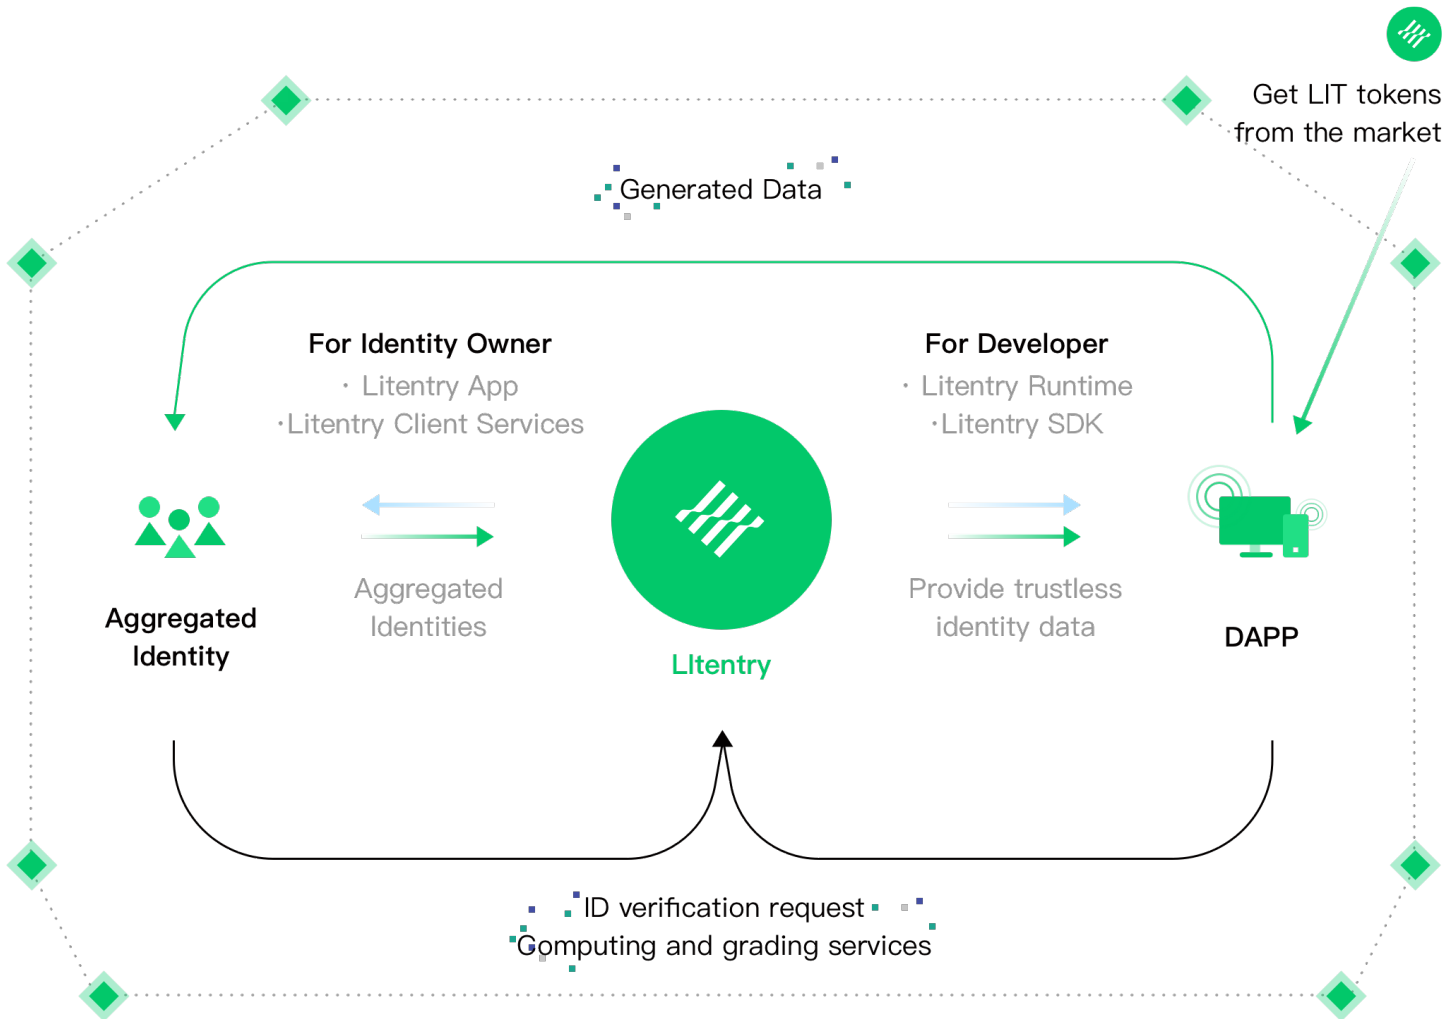 Get LIT tokens
from the market
Generated Data
For Identity Owner
· Litentry App
·Litentry Client Services
For Developer
· Litentry Runtime
·Litentry SDK
Aggregated
Identity
Aggregated
Identities
LItentry
Provide trustless
identity data
DAPP
ID verification request
Computing and grading services